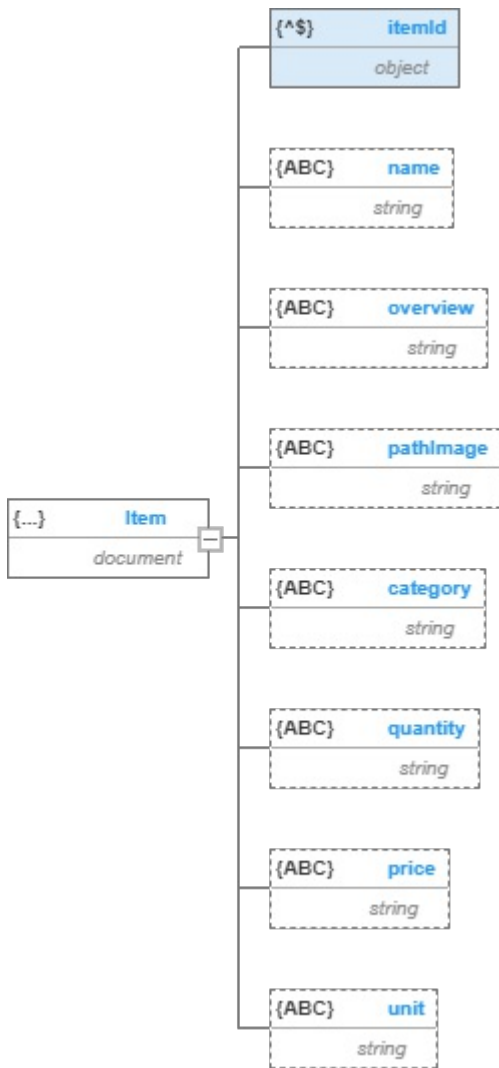 {^$} itemId
object
{ABC} name
string
{ABC} overview
string
{ABC} pathImage
string
{...} Item
document
{ABC} category
string
{ABC} quantity
string
{ABC} price
string
{ABC} unit
string